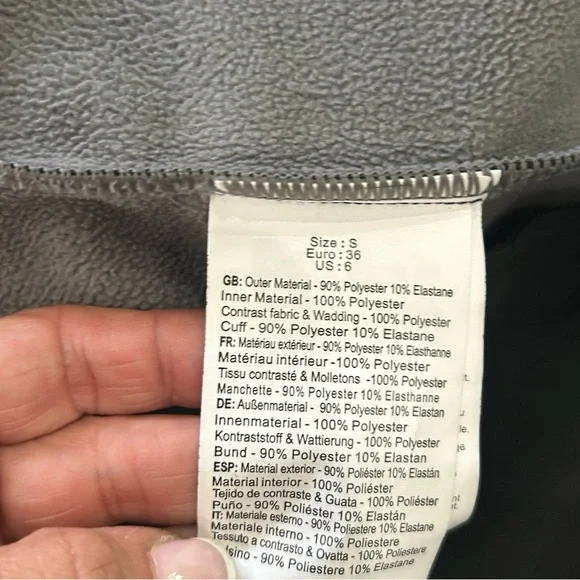 Size : S
Euro : 36
US : 6
GB: Outer Material - 90% Polyester 10% Elastane
Inner Material - 100% Polyester
Contrast fabric & Wadding - 100% Polyester
Cuff - 90% Polyester 10% Elastane
FR: Matériau extérieur - 90% Polyester 10% Elasthanne
Matériau intérieur -100% Polyester
Tissu contrasté & Molletons -100% Polyester
Manchette - 90% Polyester 10% Elasthanne
DE: Außenmaterial - 90% Polyester 10% Elastan
Innenmaterial - 100% Polyester
Kontraststoff & Wattierung - 100% Polyester
Bund - 90% Polyester 10% Elastan
ESP: Material exterior - 90% Poliéster 10% Elastán
Material interior - 100% Poliéster
Tejido de contraste & Guata - 100% Poliéster
Puño - 90% Poliéster 10% Elastán
IT: Materiale esterno - 90% Poliestere 10% Elastane
Materiale interno - 100% Poliestere
Tessuto a contrasto & Ovatta - 100% Poliestere
- 90% Poliestere 10% Elastane